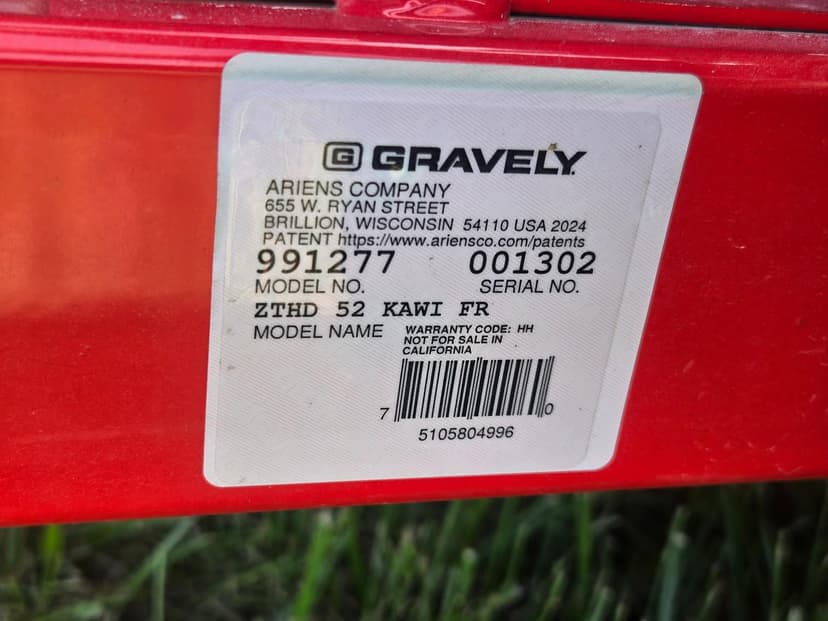 G GRAVELY
ARIENS COMPANY
655 W. RYAN STREET
BRILLION, WISCONSIN 54110 USA 2024
PATENT https://www.ariensco.com/patents
991277 001302
MODEL NO. SERIAL NO.
ZTHD 52 KAWI FR
MODEL NAME WARRANTY CODE: HH
NOT FOR SALE IN
CALIFORNIA
7 0
5105804996